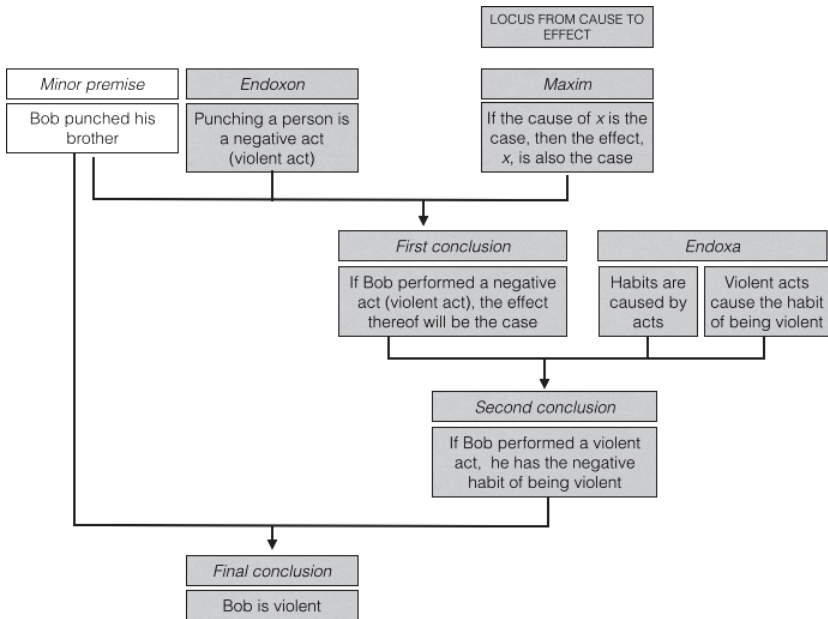 LOCUS FROM CAUSE TO
EFFECT
Minor premise
Bob punched his
brother
Endoxon
Punching a person is
a negative act
(violent act)
Maxim
If the cause of x is the
case, then the effect,
x, is also the case
First conclusion
If Bob performed a negative
act (violent act), the effect
thereof will be the case
Endoxa
Habits are
caused by
acts
Violent acts
cause the habit
of being violent
Second conclusion
If Bob performed a violent
act, he has the negative
habit of being violent
Final conclusion
Bob is violent